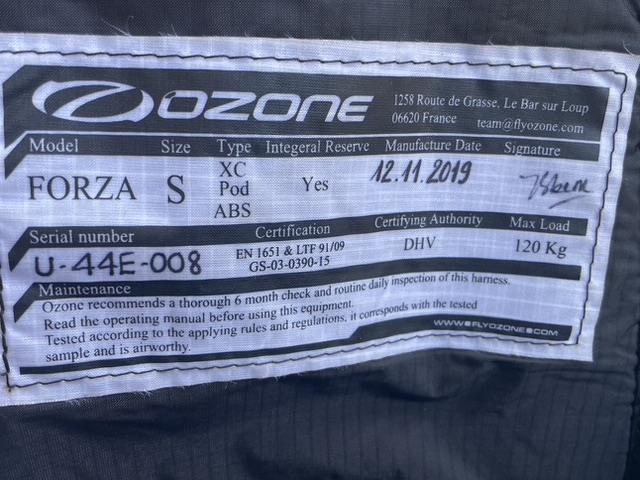 OZONE
1258 Route de Grasse, Le Bar sur Loup
06620 France team@flyozone.com
Model Size Type Integeral Reserve Manufacture Date Signature
FORZA S XC Pod ABS Yes 12.11.2019
Serial number Certification Certifying Authority Max Load
U-44E-008 EN 1651 & LTF 91/09 GS-03-0390-15 DHV 120 Kg
Maintenance
Ozone recommends a thorough 6 month check and routine daily inspection of this harness.
Read the operating manual before using this equipment.
Tested according to the applying rules and regulations, it corresponds with the tested
sample and is airworthy.
WWW.FLYOZONE.COM